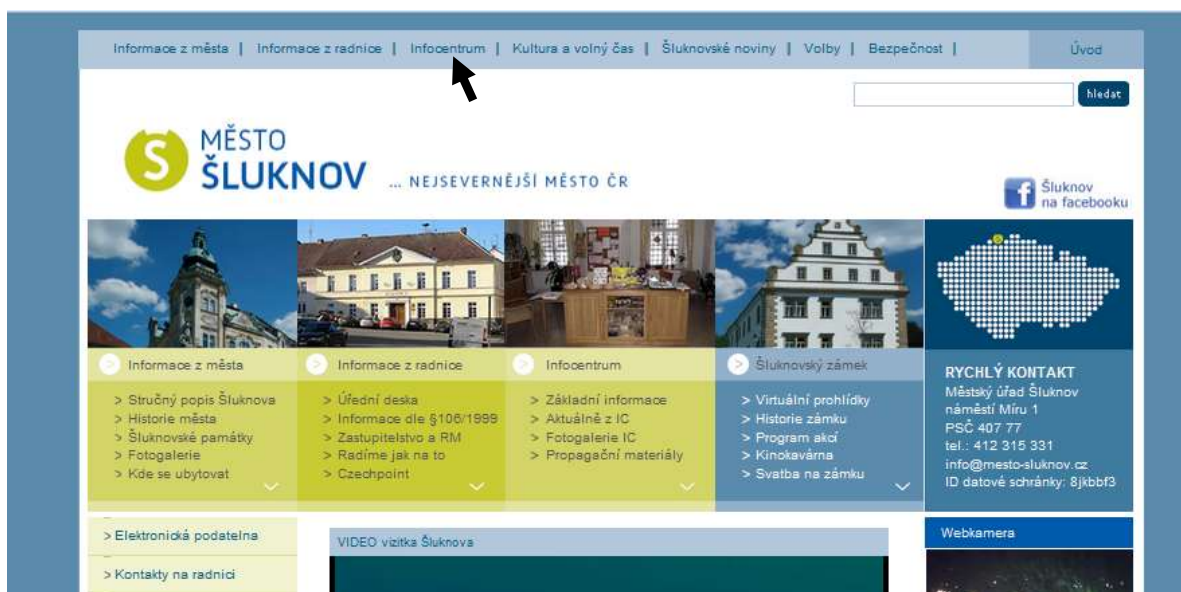 Informace z města | Informace z radnice | Infocentrum | Kultura a volný čas | Šluknovské noviny | Volby | Bezpečnost | Úvod
hledat
MĚSTO
ŠLUKNOV ... NEJSEVERNĚJŠÍ MĚSTO ČR
Šluknov
na facebooku
Informace z města
> Stručný popis Šluknova
> Historie města
> Šluknovské památky
> Fotogalerie
> Kde se ubytovat
Informace z radnice
> Úřední deska
> Informace dle §106/1999
> Zastupitelstvo a RM
> Radíme jak na to
> Czechpoint
Infocentrum
> Základní informace
> Aktuálně z IC
> Fotogalerie IC
> Propagační materiály
Šluknovský zámek
> Virtuální prohlídky
> Historie zámku
> Program akcí
> Kinokavárna
> Svatba na zámku
RYCHLÝ KONTAKT
Městský úřad Šluknov
náměstí Míru 1
PSČ 407 77
tel.: 412 315 331
info@mesto-sluknov.cz
ID datové schránky: 8jkbbf3
> Elektronická podatelna
> Kontakty na radnici
VIDEO vizitka Šluknova
Webkamera